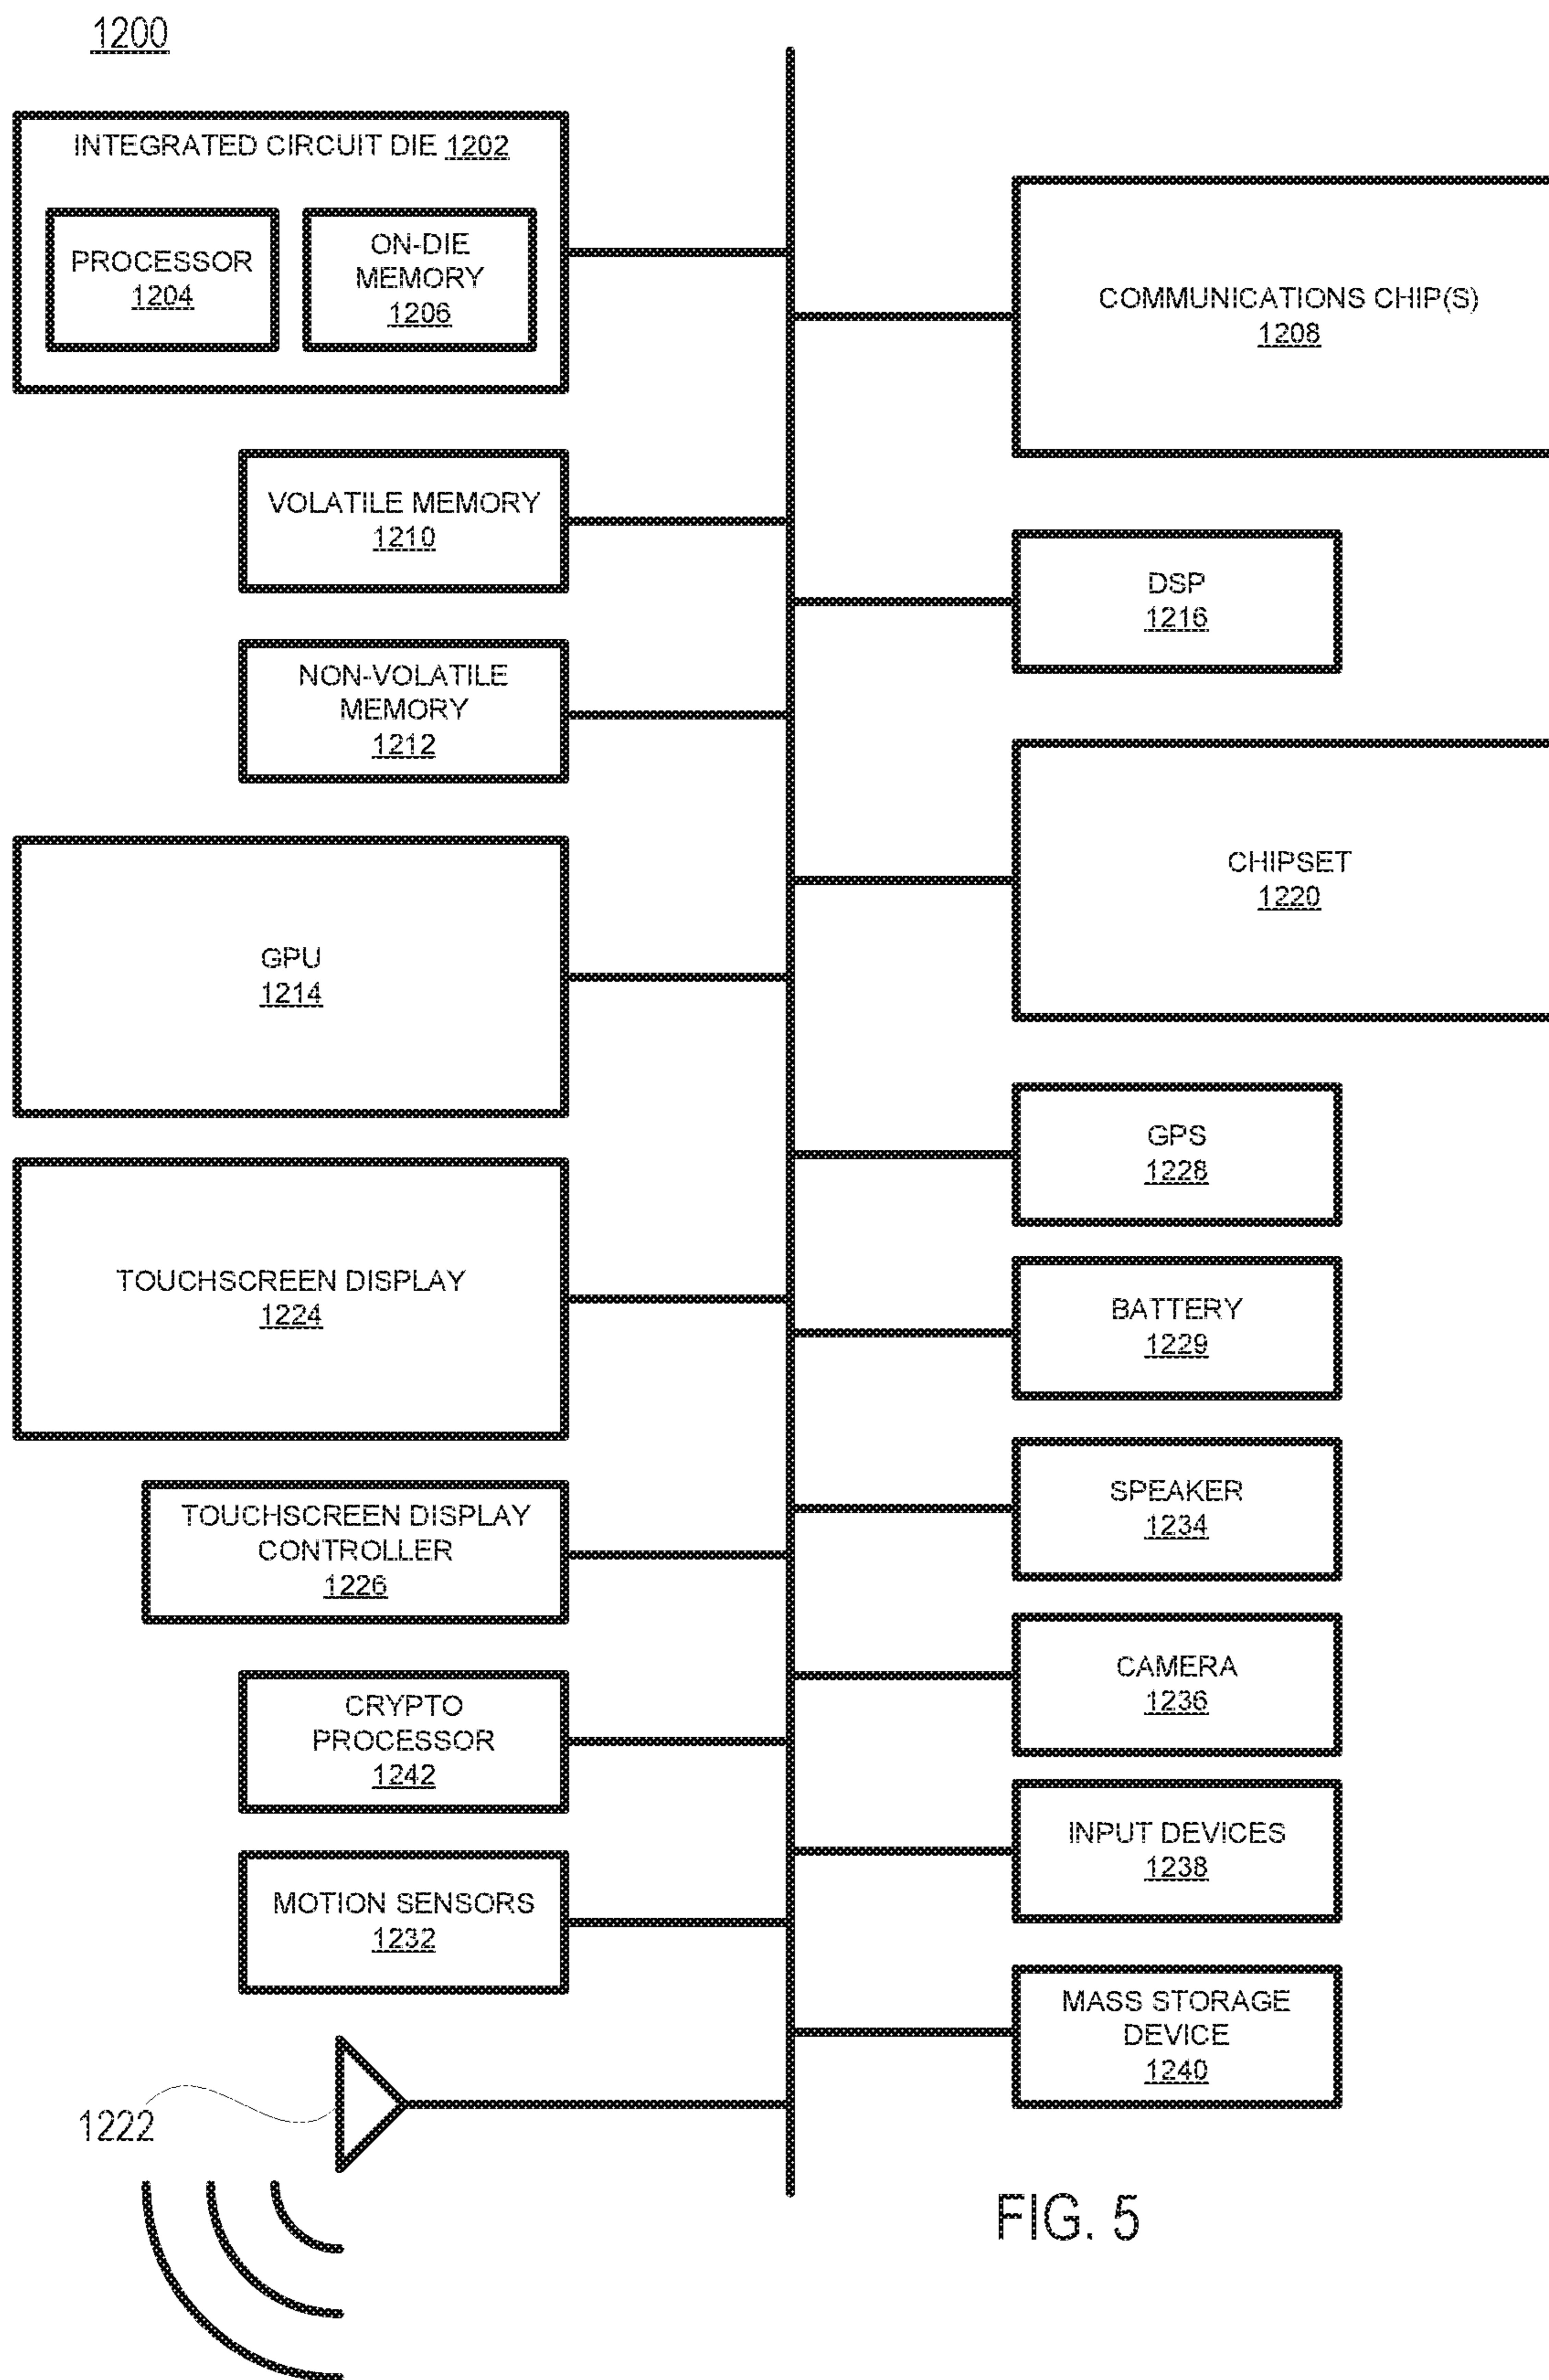 1200
INTEGRATED CIRCUIT DIE 1202
PROCESSOR
1204
ON-DIE
MEMORY
1206
COMMUNICATIONS CHIP(S)
1208
VOLATILE MEMORY
1210
DSP
1216
NON-VOLATILE
MEMORY
1212
CHIPSET
1220
GPU
1214
GPS
1228
TOUCHSCREEN DISPLAY
1224
BATTERY
1229
SPEAKER
1234
TOUCHSCREEN DISPLAY
CONTROLLER
1226
CAMERA
1236
CRYPTO
PROCESSOR
1242
INPUT DEVICES
1238
MOTION SENSORS
1232
MASS STORAGE
DEVICE
1240
1222
FIG. 5